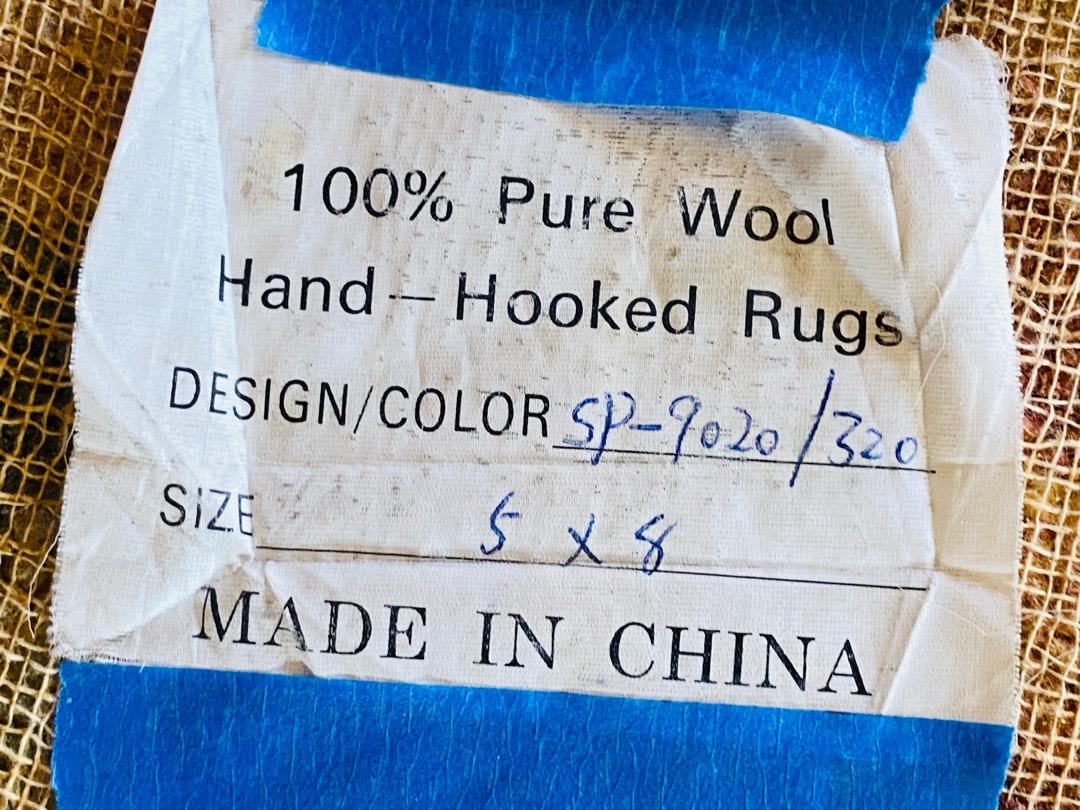 100% Pure Wool
Hand – Hooked Rugs
DESIGN/COLOR SP-9020/320
SiZE 5 x 8
MADE IN CHINA